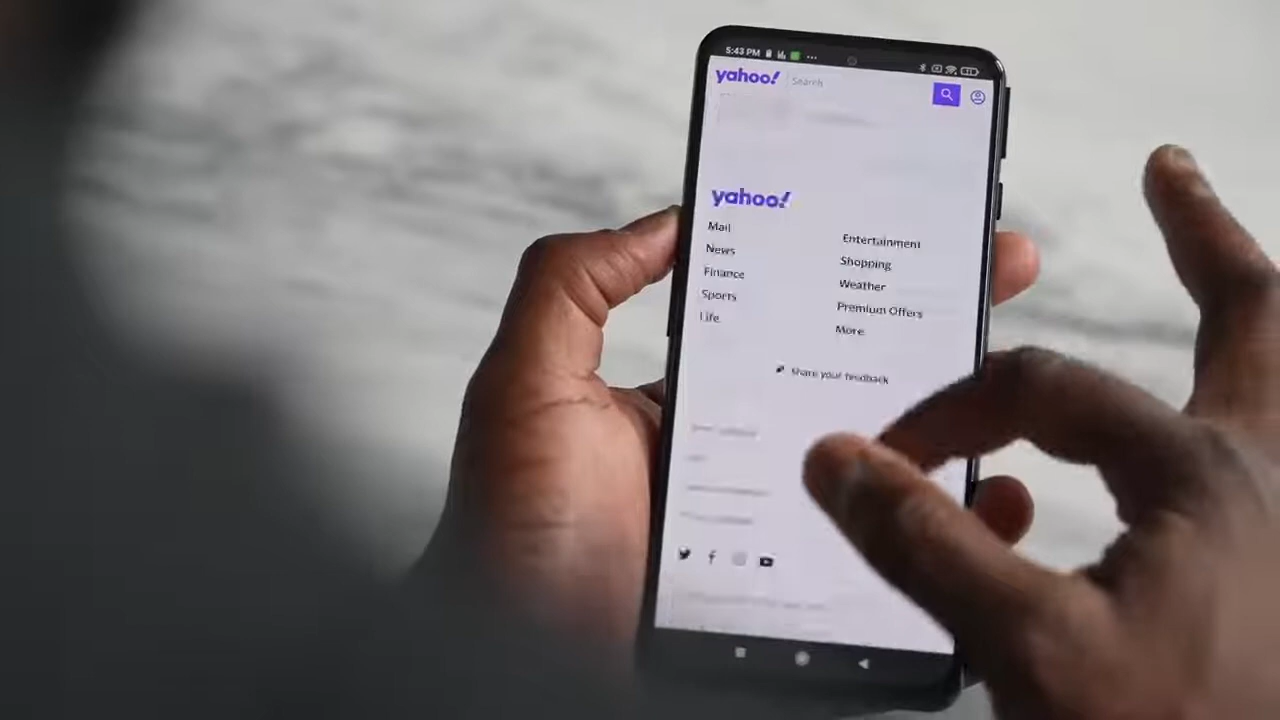 5:43 PM
yahoo! Search
yahoo!
Mail
News
Finance
Sports
Life
Entertainment
Shopping
Weather
Premium Offers
More
Share your feedback